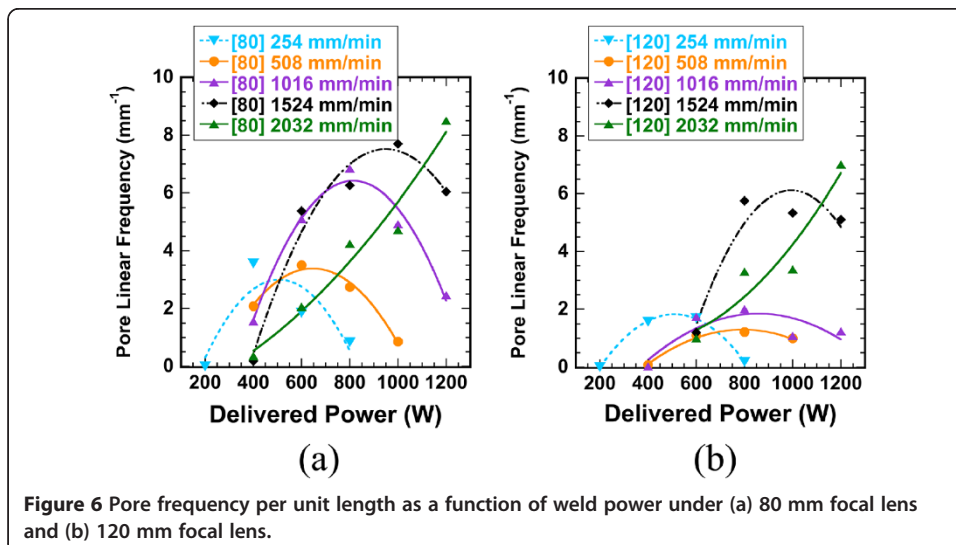 [80] 254 mm/min
[80] 508 mm/min
[80] 1016 mm/min
[80] 1524 mm/min
[80] 2032 mm/min
Pore Linear Frequency (mm⁻¹)
10
8
6
4
2
0
200 400 600 800 1000 1200
Delivered Power (W)
(a)
[120] 254 mm/min
[120] 508 mm/min
[120] 1016 mm/min
[120] 1524 mm/min
[120] 2032 mm/min
Pore Linear Frequency (mm⁻¹)
10
8
6
4
2
0
200 400 600 800 1000 1200
Delivered Power (W)
(b)
Figure 6 Pore frequency per unit length as a function of weld power under (a) 80 mm focal lens
and (b) 120 mm focal lens.